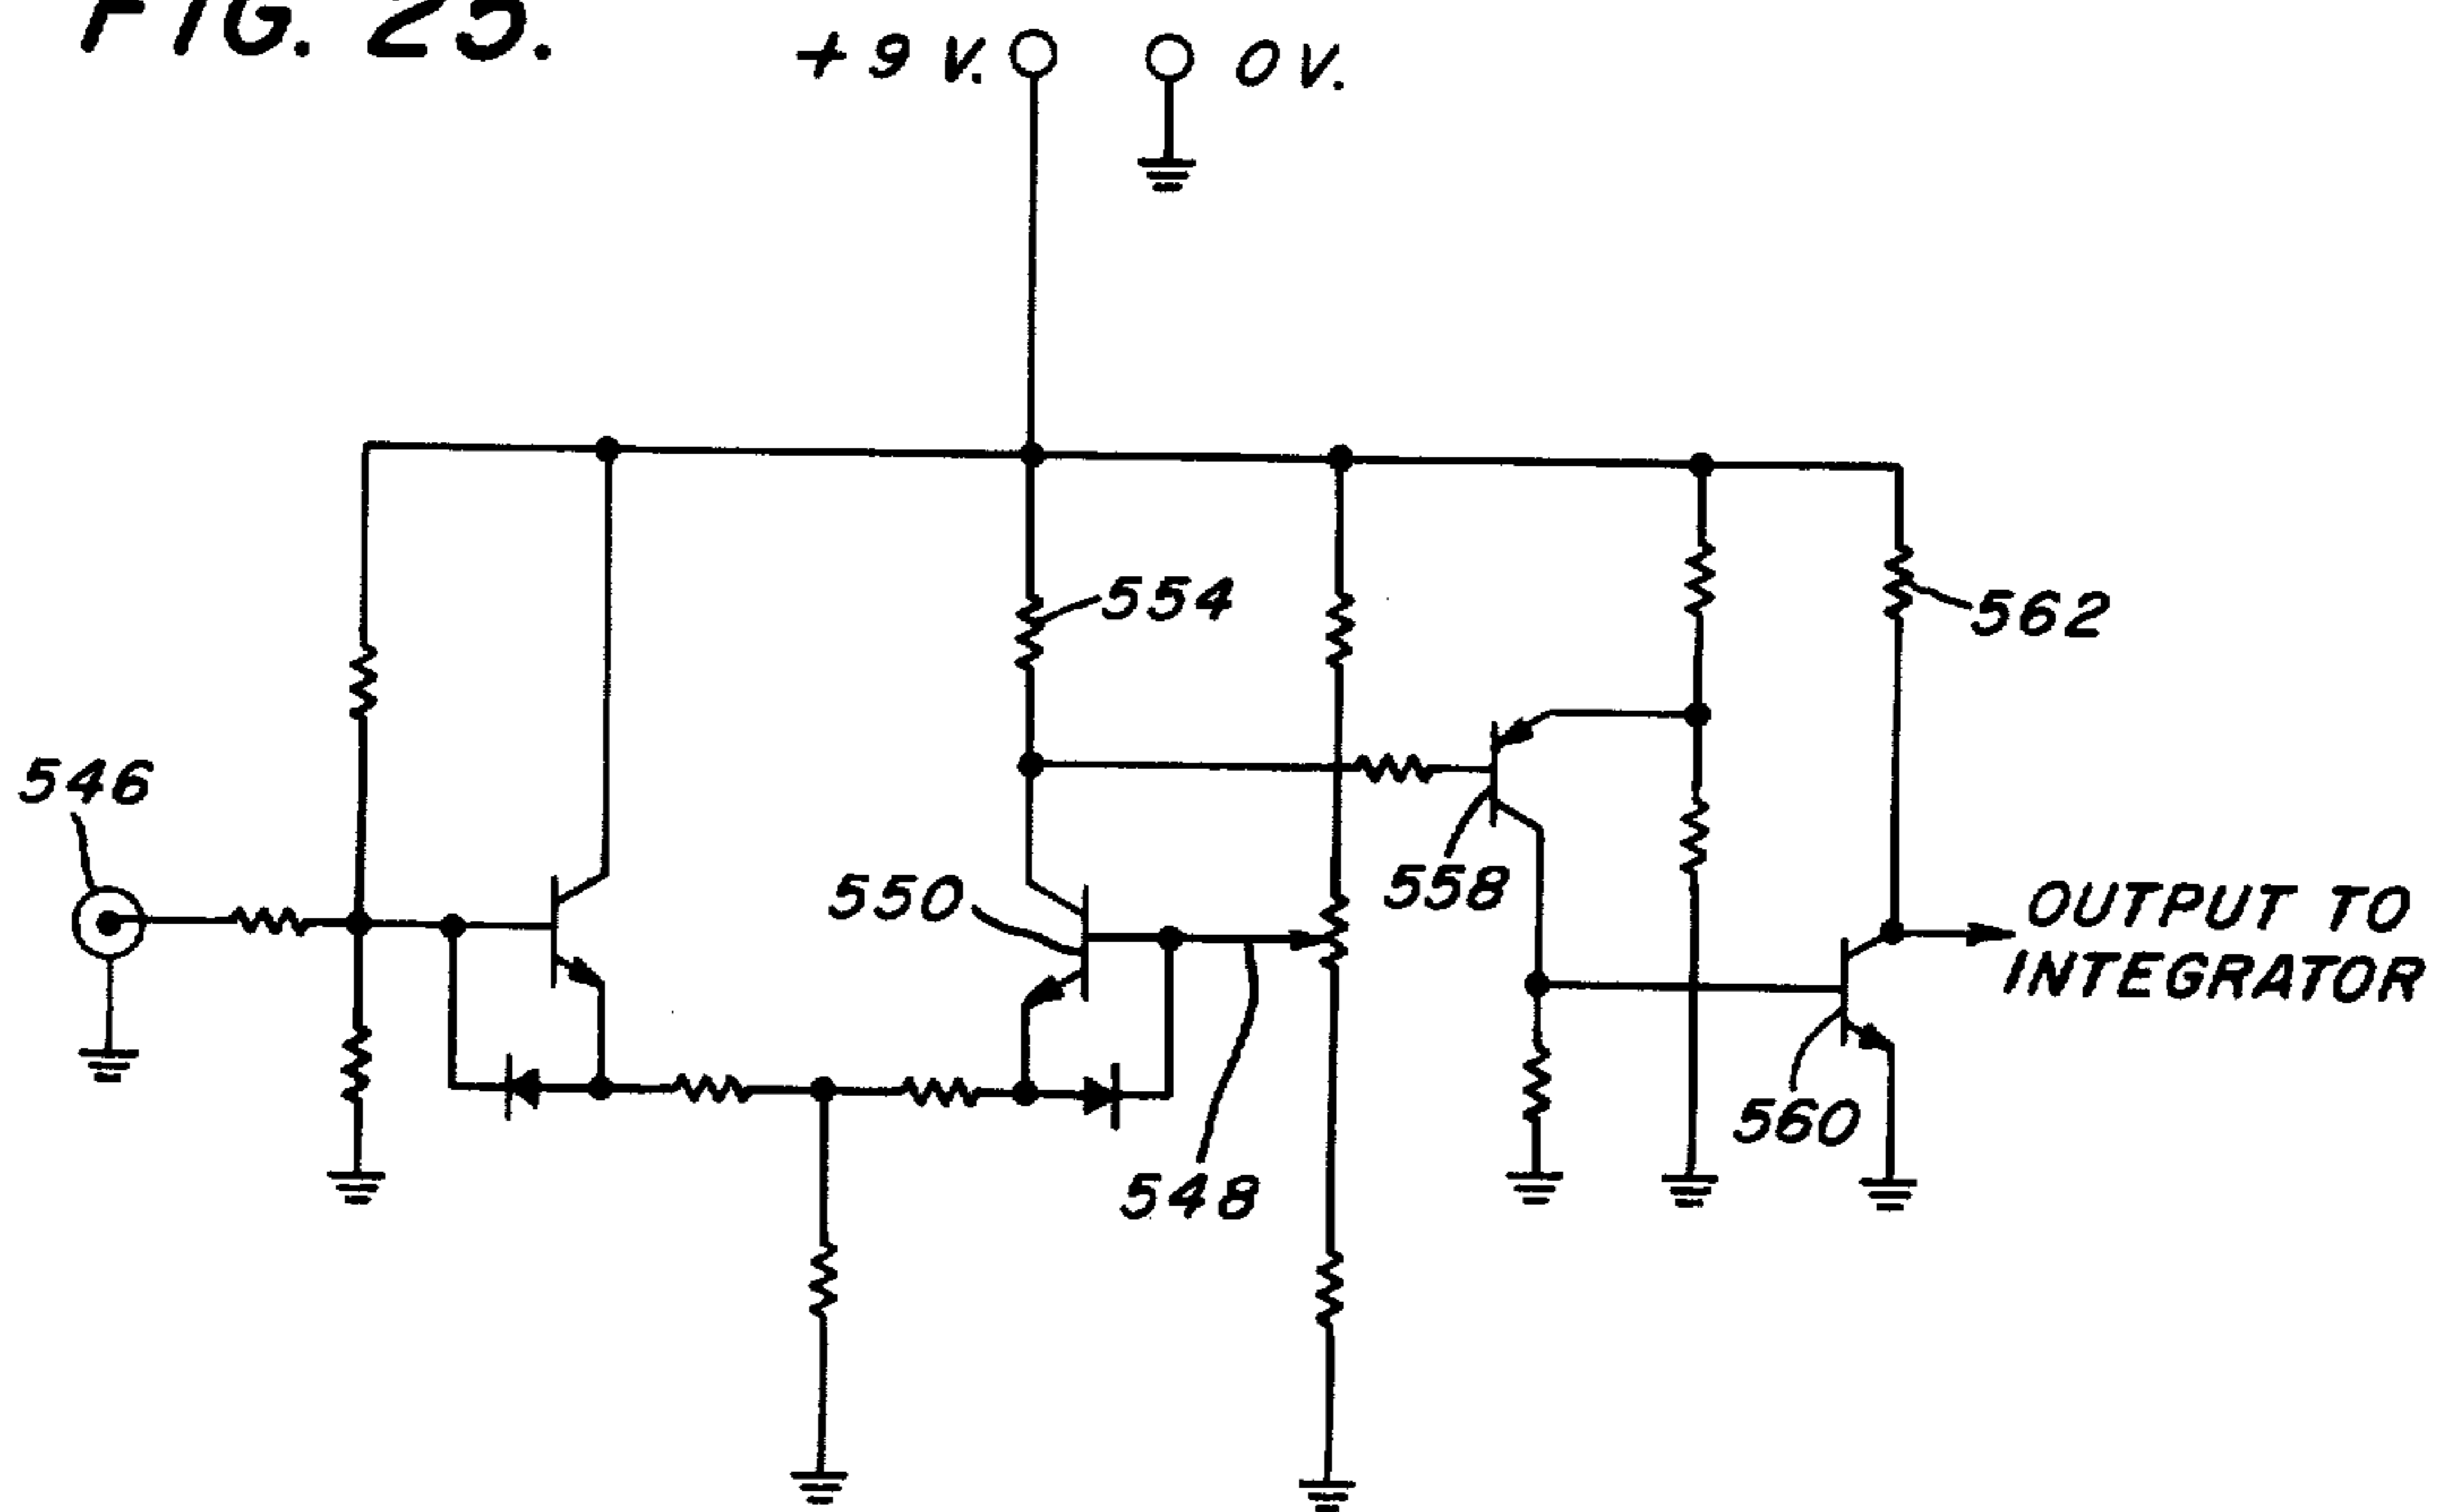 FIG. 25.
+9 V.
0 V.
554
562
546
550
558
OUTPUT TO
INTEGRATOR
560
548